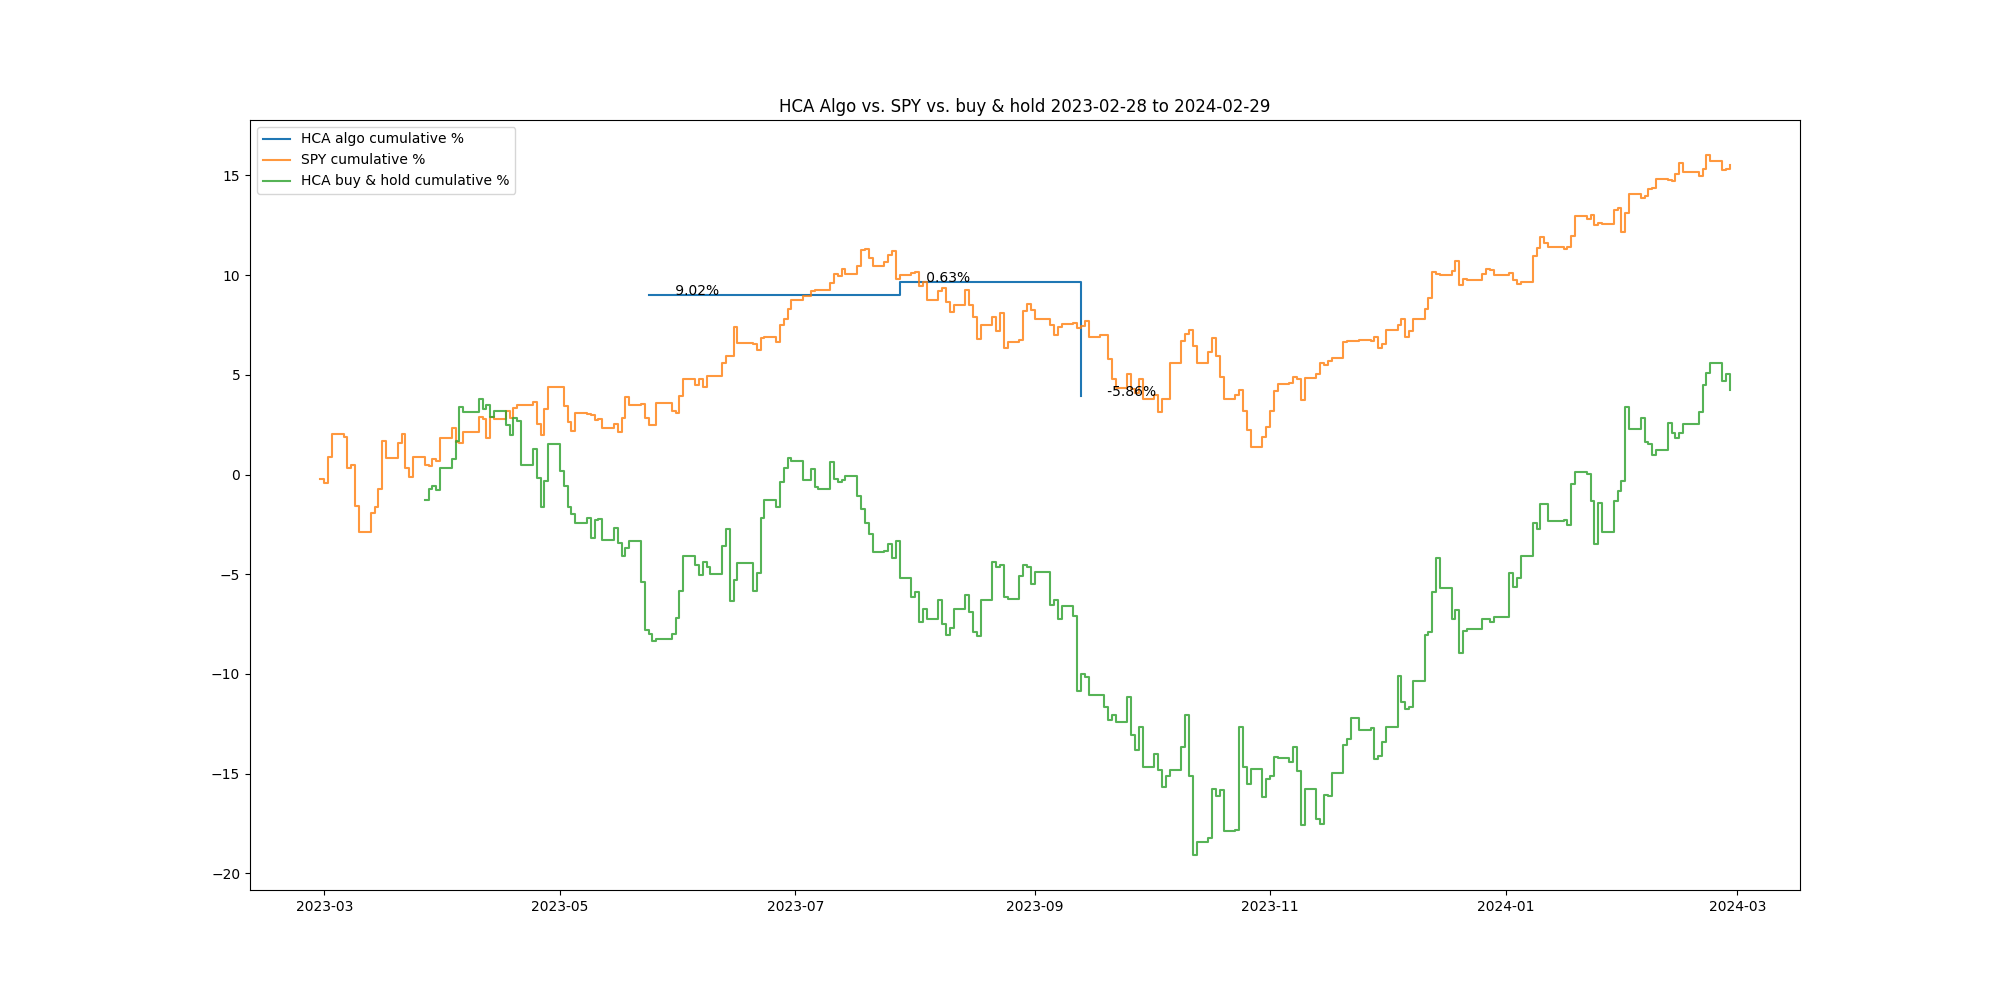 HCA Algo vs. SPY vs. buy & hold 2023-02-28 to 2024-02-29
HCA algo cumulative %
SPY cumulative %
HCA buy & hold cumulative %
15
10
5
0
−5
−10
−15
−20
9.02%
0.63%
-5.86%
2023-03 2023-05 2023-07 2023-09 2023-11 2024-01 2024-03